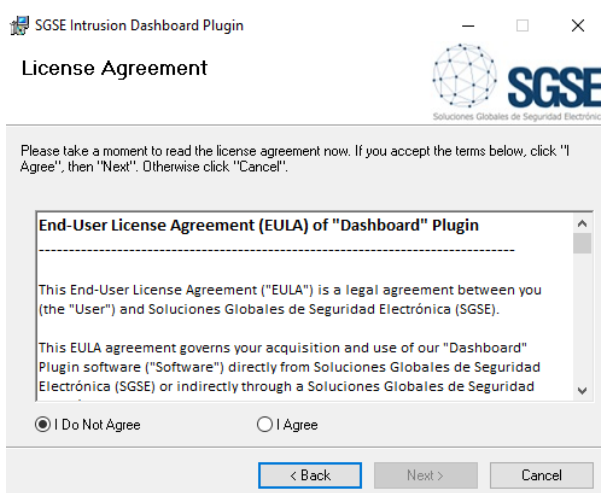 SGSE Intrusion Dashboard Plugin
License Agreement
SGSE
Soluciones Globales de Seguridad Electrónic
Please take a moment to read the license agreement now. If you accept the terms below, click "I
Agree", then "Next". Otherwise click "Cancel".
End-User License Agreement (EULA) of "Dashboard" Plugin
--------------------------------------------------------------------------------
This End-User License Agreement ("EULA") is a legal agreement between you
(the "User") and Soluciones Globales de Seguridad Electrónica (SGSE).
This EULA agreement governs your acquisition and use of our "Dashboard"
Plugin software ("Software") directly from Soluciones Globales de Seguridad
Electrónica (SGSE) or indirectly through a Soluciones Globales de Seguridad
I Do Not Agree
I Agree
< Back
Next >
Cancel